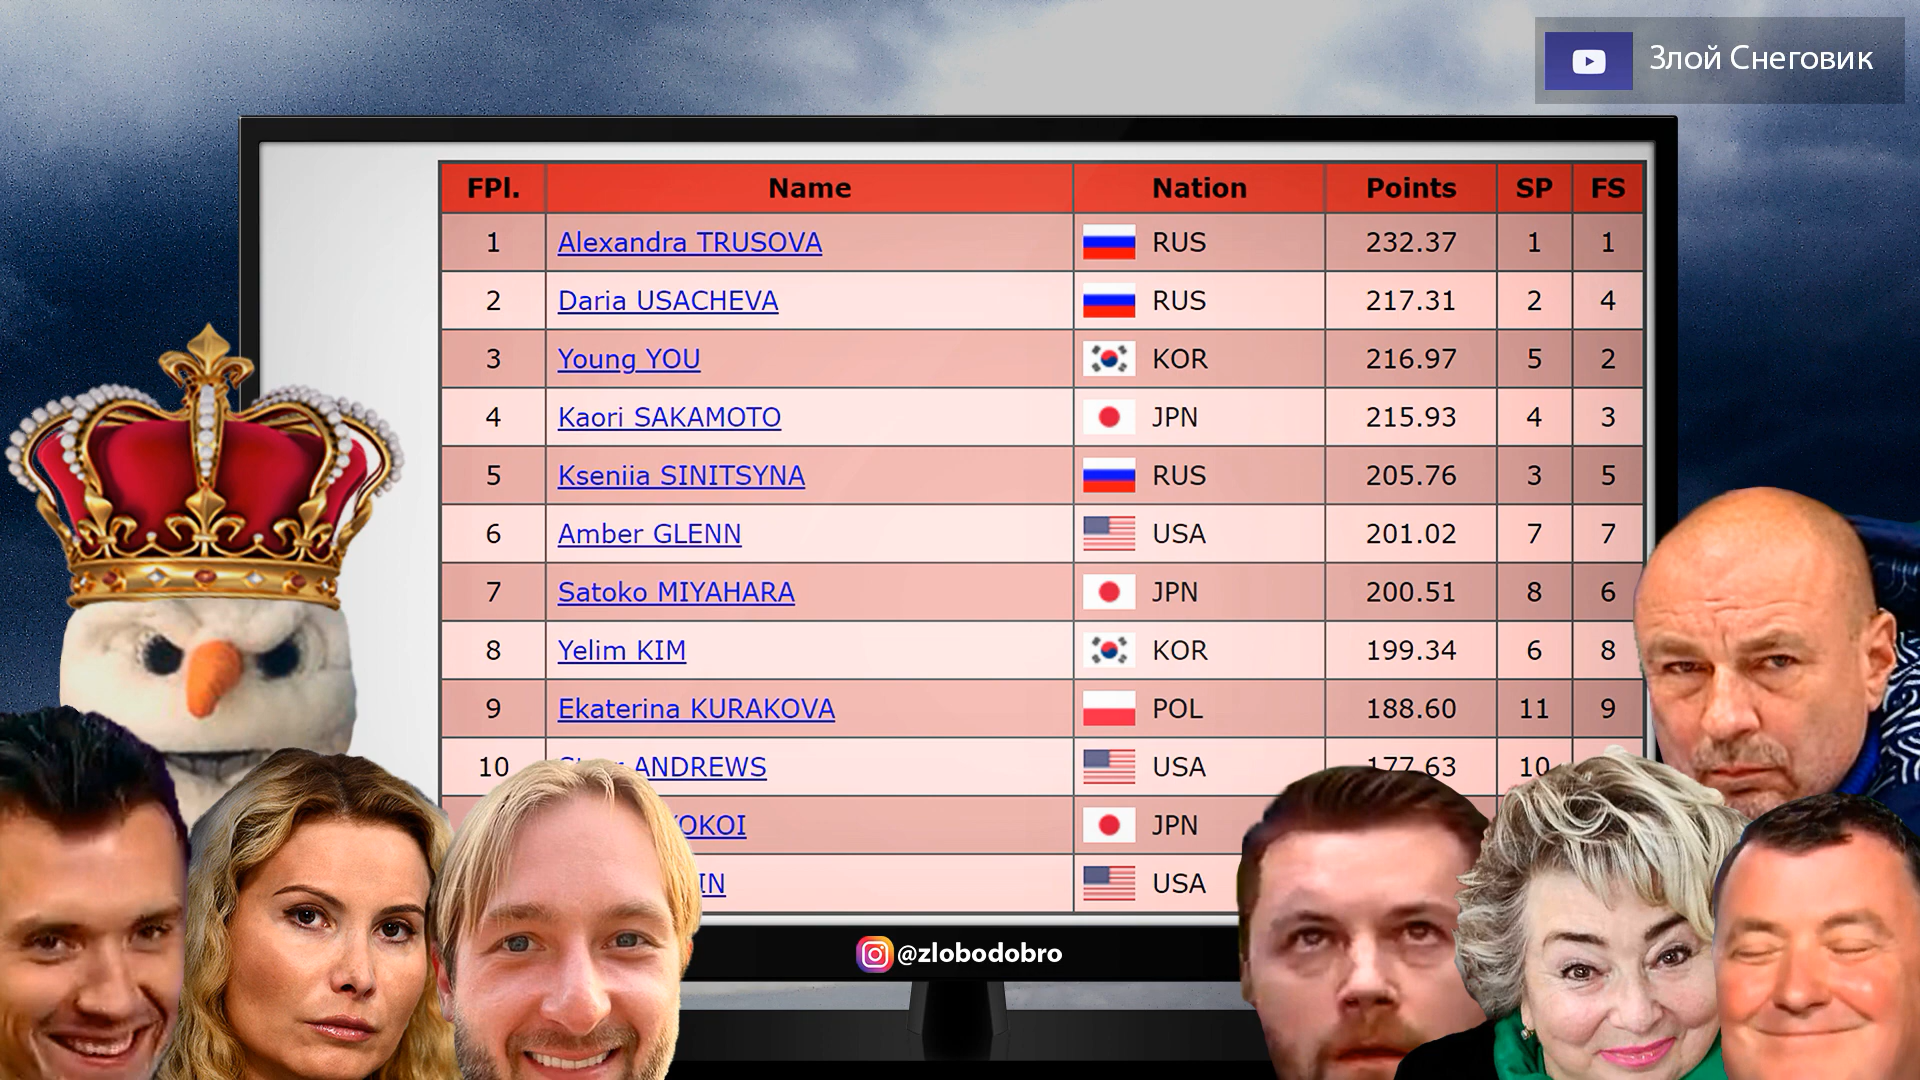 Злой Снеговик
FPl. Name Nation Points SP FS
1 Alexandra TRUSOVA RUS 232.37 1 1
2 Daria USACHEVA RUS 217.31 2 4
3 Young YOU KOR 216.97 5 2
4 Kaori SAKAMOTO JPN 215.93 4 3
5 Kseniia SINITSYNA RUS 205.76 3 5
6 Amber GLENN USA 201.02 7 7
7 Satoko MIYAHARA JPN 200.51 8 6
8 Yelim KIM KOR 199.34 6 8
9 Ekaterina KURAKOVA POL 188.60 11 9
10 ANDREWS USA 177.63 10
JPN
USA
@zlobodobro